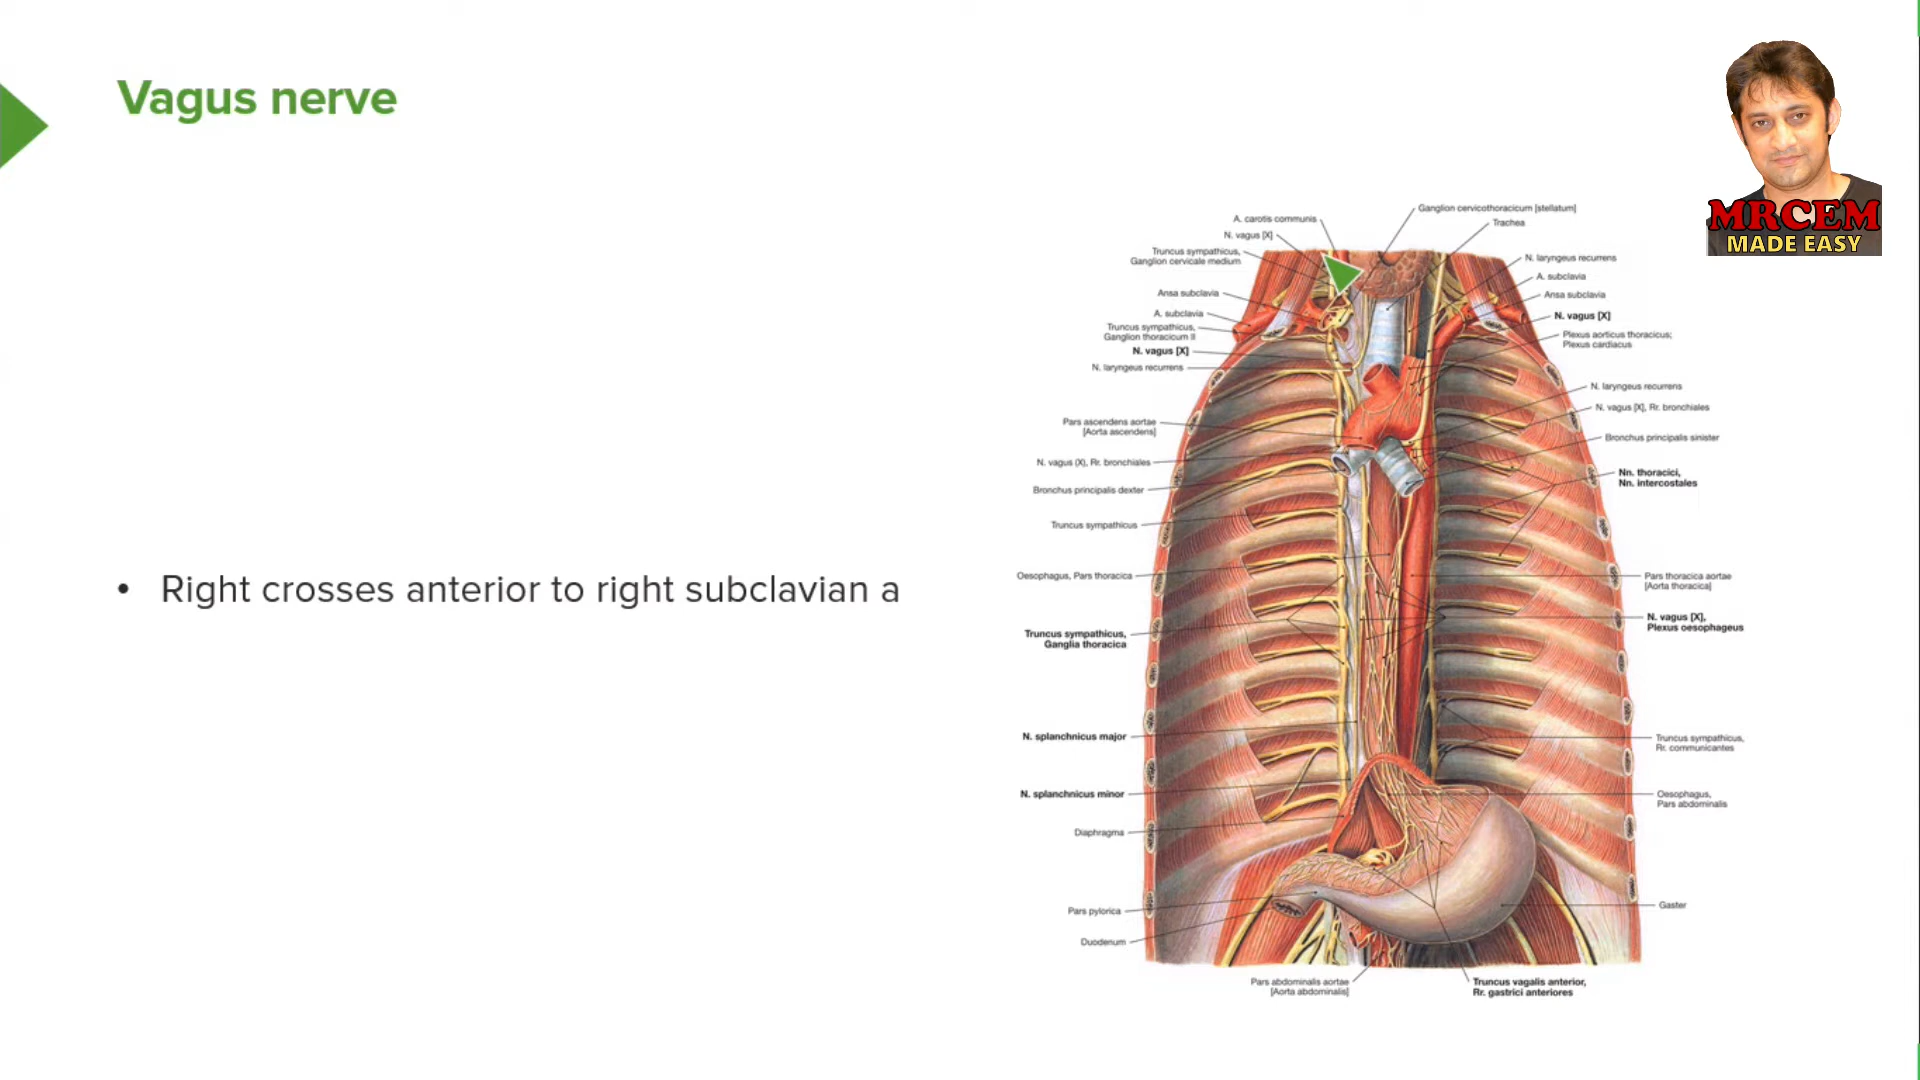 Vagus nerve
MRCEM
MADE EASY
• Right crosses anterior to right subclavian a
A. carotis communis
N. vagus [X]
Truncus sympathicus,
Ganglion cervicale medium
Ansa subclavia
A. subclavia
Truncus sympathicus,
Ganglion thoracicum II
N. vagus [X]
N. laryngeus recurrens
Pars ascendens aortae
[Aorta ascendens]
N. vagus (X), Rr. bronchiales
Bronchus principalis dexter
Truncus sympathicus
Oesophagus, Pars thoracica
Truncus sympathicus,
Ganglia thoracica
N. splanchnicus major
N. splanchnicus minor
Diaphragma
Pars pylorica
Duodenum
Pars abdominalis aortae
[Aorta abdominalis]
Ganglion cervicothoracicum [stellatum]
Trachea
N. laryngeus recurrens
A. subclavia
Ansa subclavia
N. vagus [X]
Plexus aorticus thoracicus;
Plexus cardiacus
N. laryngeus recurrens
N. vagus [X], Rr. bronchiales
Bronchus principalis sinister
Nn. thoracici,
Nn. intercostales
Pars thoracica aortae
[Aorta thoracica]
N. vagus [X],
Plexus oesophageus
Truncus sympathicus,
Rr. communicantes
Oesophagus,
Pars abdominalis
Gaster
Truncus vagalis anterior,
Rr. gastrici anteriores